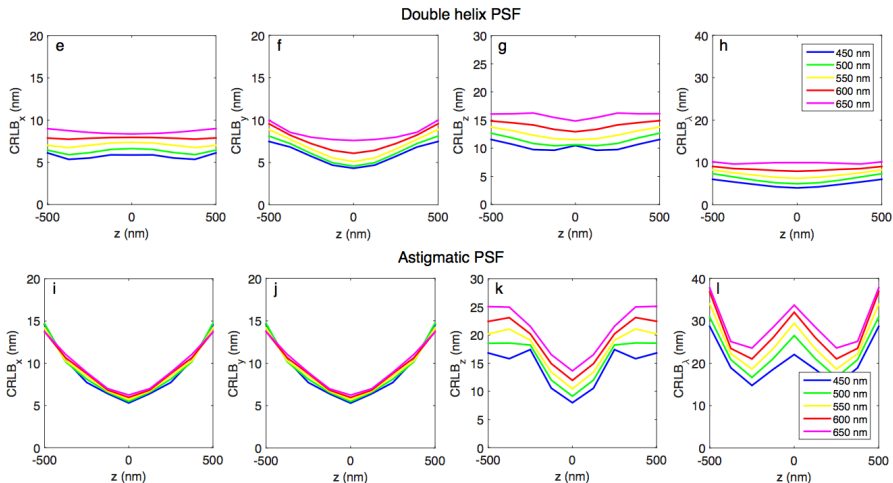 Double helix PSF
e
f
g
h
450 nm
500 nm
550 nm
600 nm
650 nm
CRLBx (nm)
20
15
10
5
0
-500 0 500
z (nm)
CRLBy (nm)
20
15
10
5
0
-500 0 500
z (nm)
CRLBz (nm)
30
25
20
15
10
5
0
-500 0 500
z (nm)
CRLBλ (nm)
40
30
20
10
0
-500 0 500
z (nm)
Astigmatic PSF
i
j
k
l
CRLBx (nm)
20
15
10
5
0
-500 0 500
z (nm)
CRLBy (nm)
20
15
10
5
0
-500 0 500
z (nm)
CRLBz (nm)
30
25
20
15
10
5
0
-500 0 500
z (nm)
CRLBλ (nm)
40
30
20
10
0
450 nm
500 nm
550 nm
600 nm
650 nm
-500 0 500
z (nm)